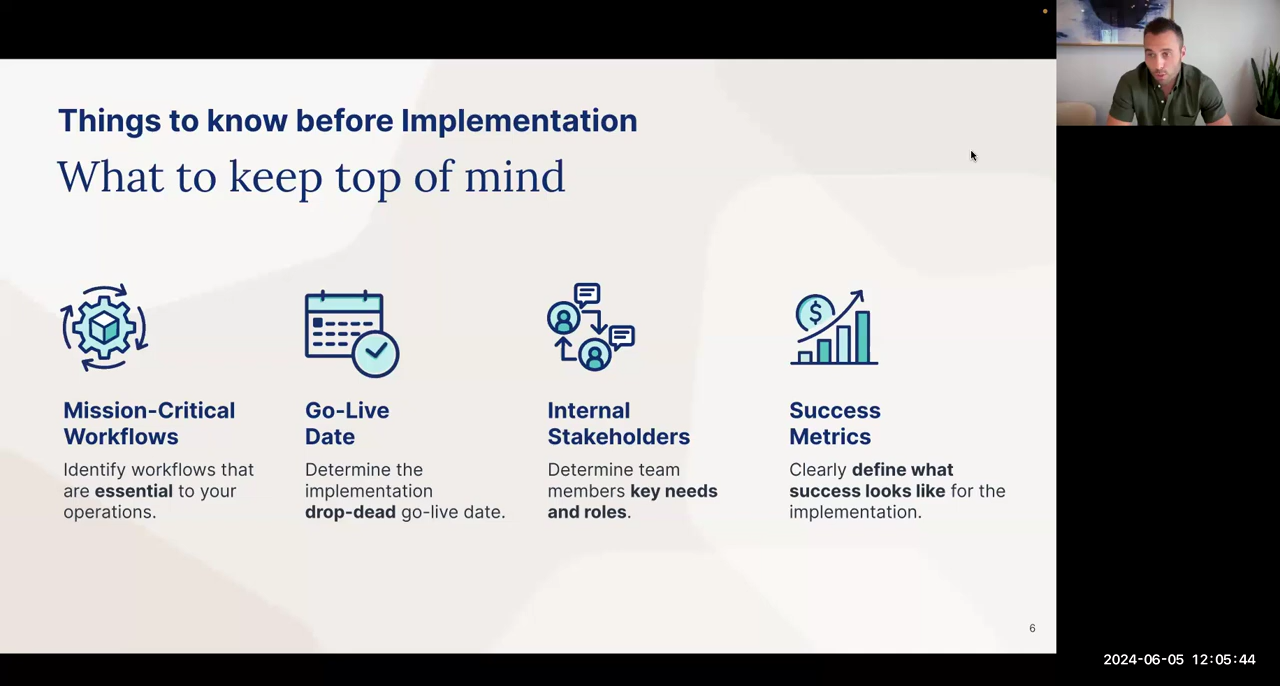 Things to know before Implementation
What to keep top of mind
Mission-Critical
Workflows
Identify workflows that
are essential to your
operations.
Go-Live
Date
Determine the
implementation
drop-dead go-live date.
Internal
Stakeholders
Determine team
members key needs
and roles.
Success
Metrics
Clearly define what
success looks like for the
implementation.
6
2024-06-05 12:05:44